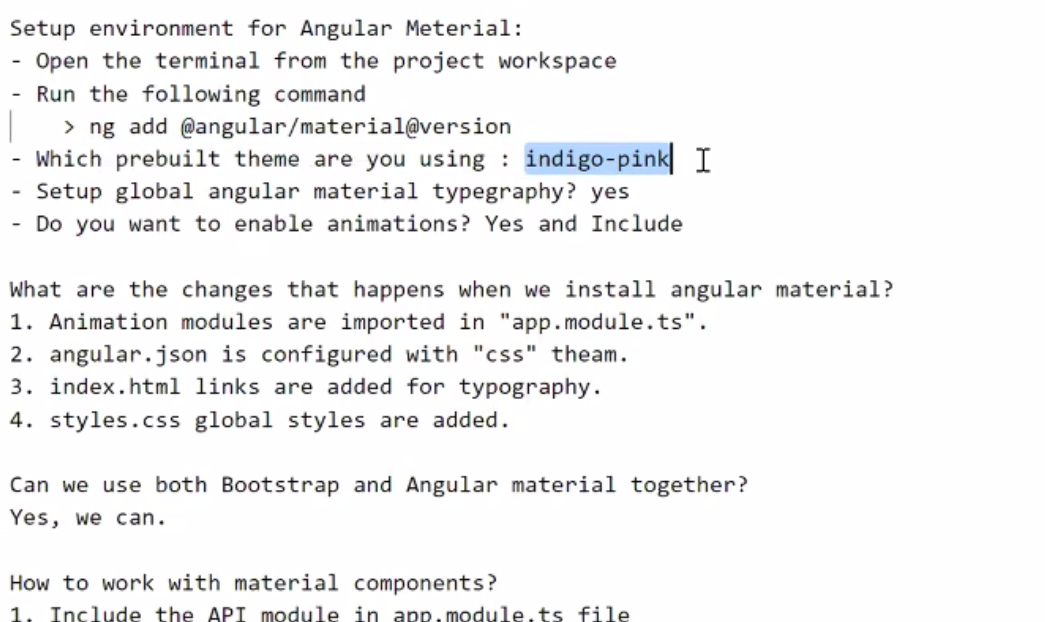 Setup environment for Angular Meterial:
- Open the terminal from the project workspace
- Run the following command
> ng add @angular/material@version
- Which prebuilt theme are you using : indigo-pink
- Setup global angular material typegraphy? yes
- Do you want to enable animations? Yes and Include
What are the changes that happens when we install angular material?
1. Animation modules are imported in "app.module.ts".
2. angular.json is configured with "css" theam.
3. index.html links are added for typography.
4. styles.css global styles are added.
Can we use both Bootstrap and Angular material together?
Yes, we can.
How to work with material components?
1. Include the API module in app.module.ts file